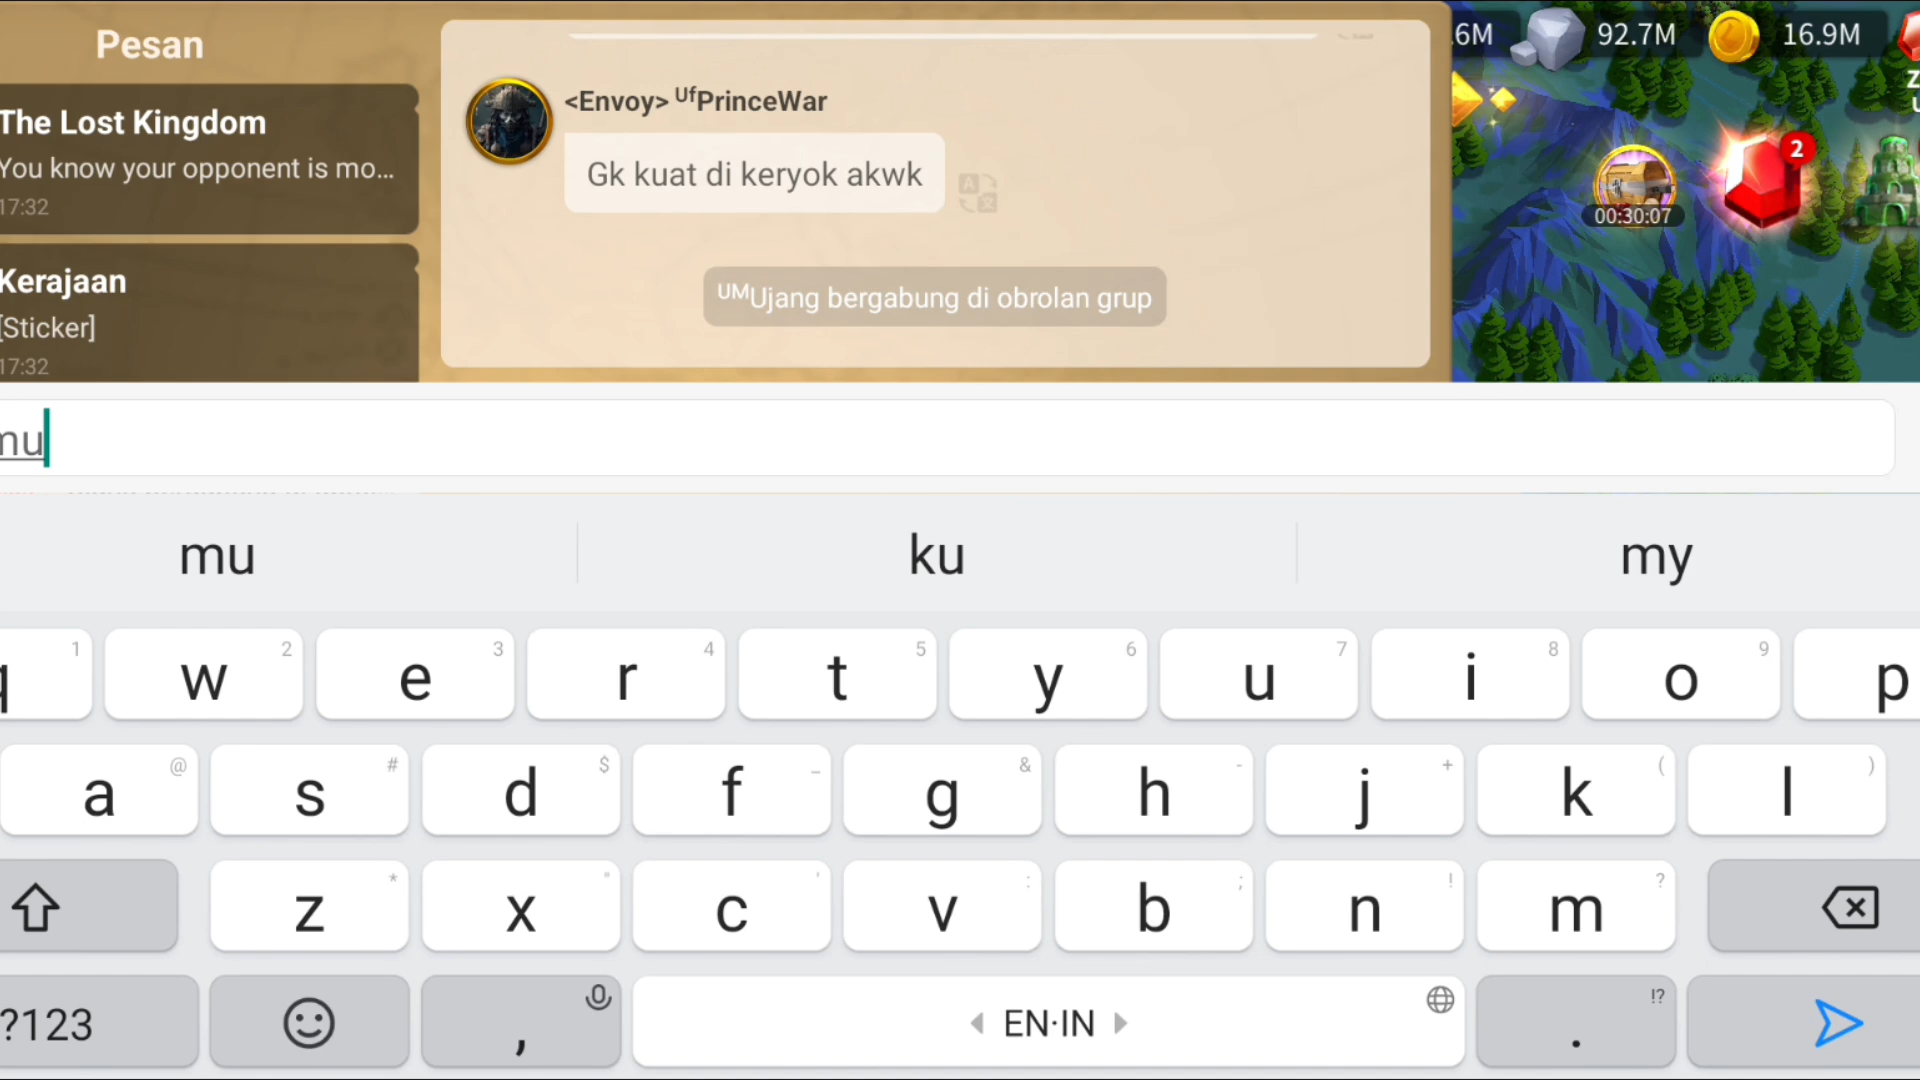 Pesan
The Lost Kingdom
You know your opponent is mo...
17:32
Kerajaan
[Sticker]
17:32
<Envoy> ᵁᶠPrinceWar
Gk kuat di keryok akwk
ᵁᴹUjang bergabung di obrolan grup
.6M
92.7M
16.9M
Z
U
00:30:07
2
mu
mu
ku
my
q 1 w 2 e 3 r 4 t 5 y 6 u 7 i 8 o 9 p
a @ s # d $ f _ g & h - j + k ( l )
z * x " c ' v : b ; n ! m ?
?123 , EN·IN . !?